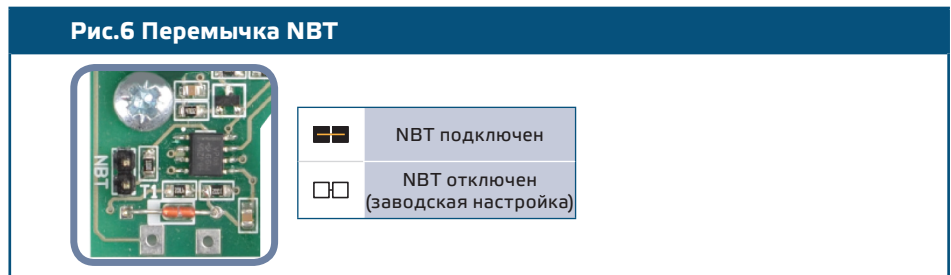 Рис.6 Перемычка NBT
NBT
T1
NBT подключен
NBT отключен
(заводская настройка)